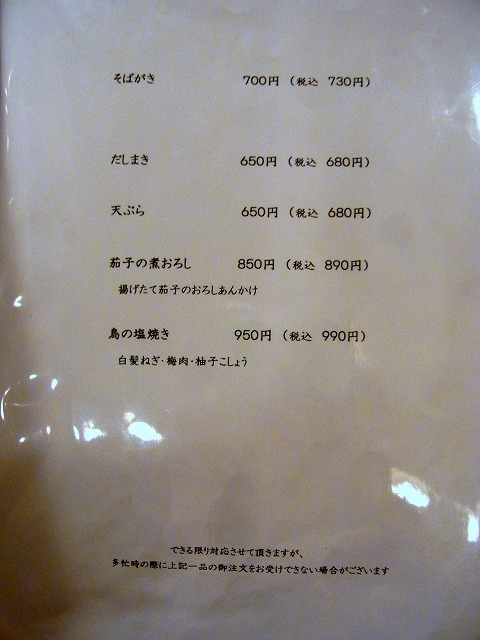 そばがき 700円 (税込 730円)
だしまき 650円 (税込 680円)
天ぷら 650円 (税込 680円)
茄子の煮おろし 850円 (税込 890円)
揚げたて茄子のおろしあんかけ
鳥の塩焼き 950円 (税込 990円)
白髪ねぎ・梅肉・柚子こしょう
できる限り対応させて頂きますが、
多忙時の際に上記一品の御注文をお受けできない場合がございます